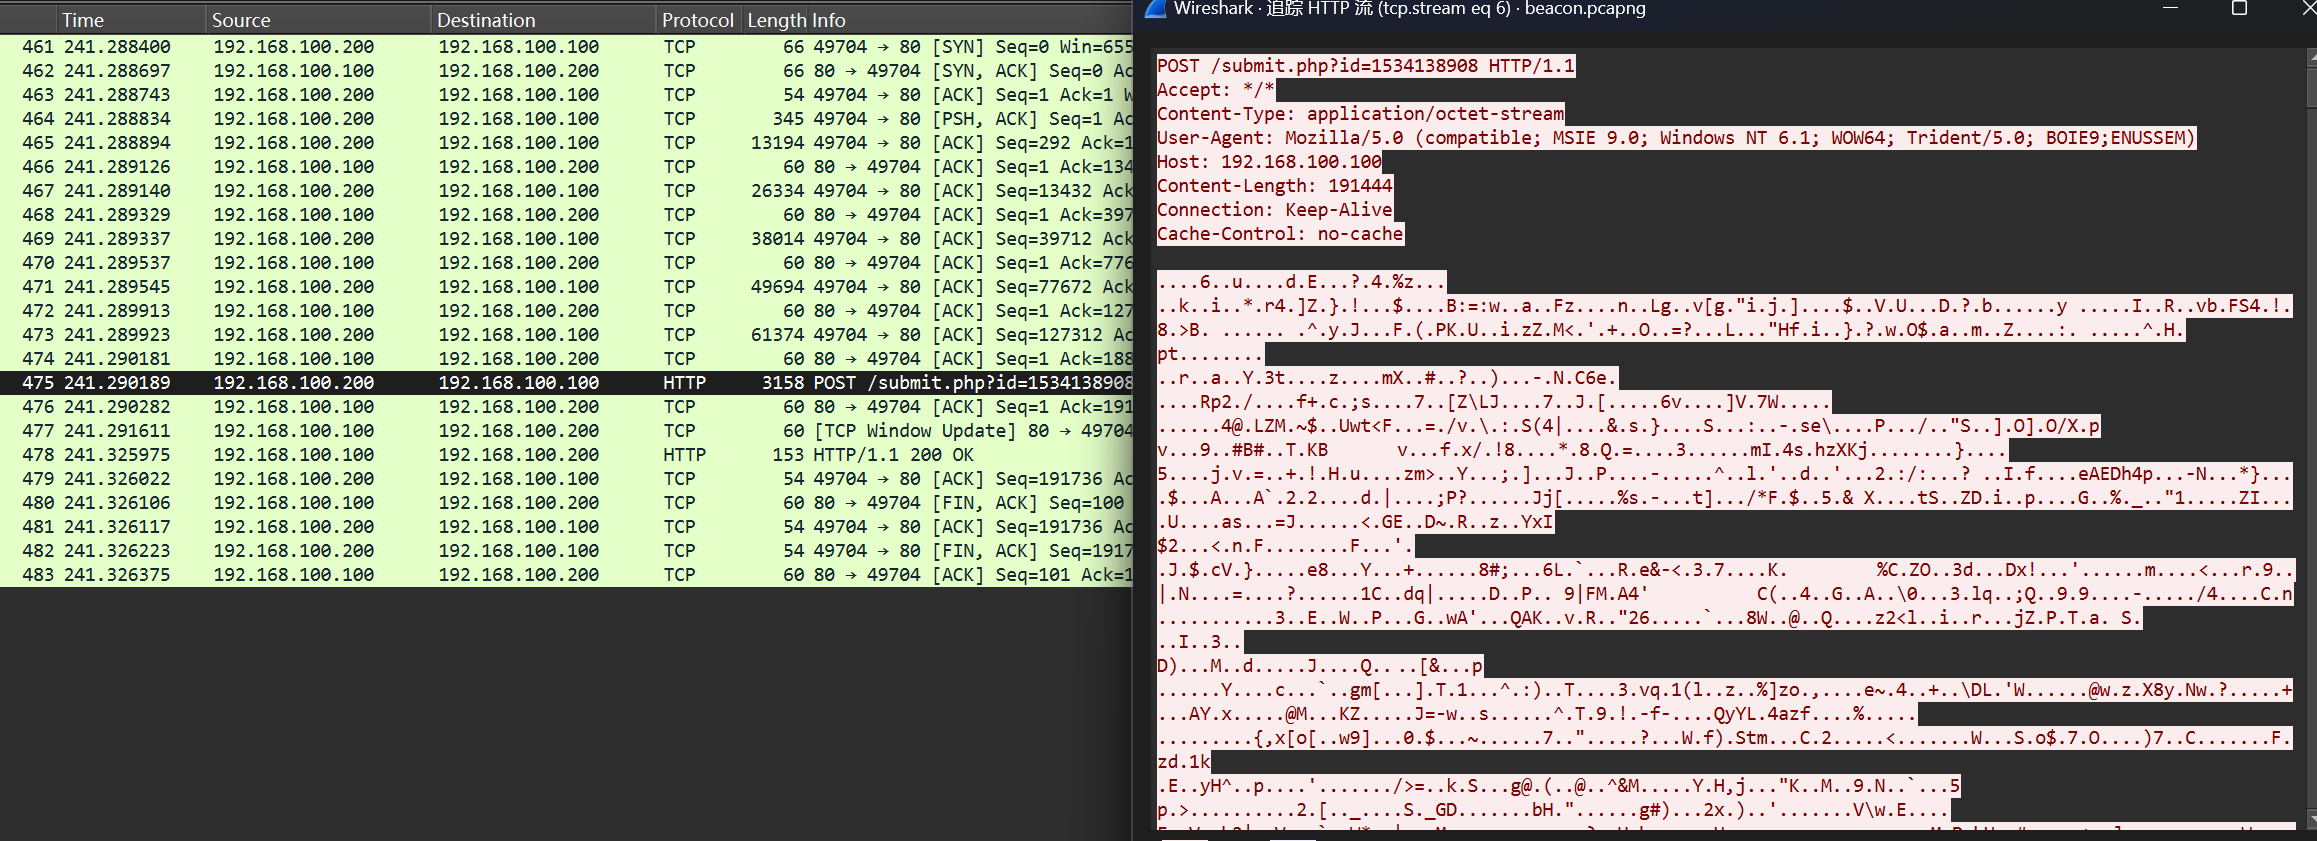 Time Source Destination Protocol Length Info
461 241.288400 192.168.100.200 192.168.100.100 TCP 66 49704 → 80 [SYN] Seq=0 Win=655
462 241.288697 192.168.100.100 192.168.100.200 TCP 66 80 → 49704 [SYN, ACK] Seq=0 Ac
463 241.288743 192.168.100.200 192.168.100.100 TCP 54 49704 → 80 [ACK] Seq=1 Ack=1 W
464 241.288834 192.168.100.200 192.168.100.100 TCP 345 49704 → 80 [PSH, ACK] Seq=1 Ac
465 241.288894 192.168.100.200 192.168.100.100 TCP 13194 49704 → 80 [ACK] Seq=292 Ack=1
466 241.289126 192.168.100.100 192.168.100.200 TCP 60 80 → 49704 [ACK] Seq=1 Ack=134
467 241.289140 192.168.100.200 192.168.100.100 TCP 26334 49704 → 80 [ACK] Seq=13432 Ack
468 241.289329 192.168.100.100 192.168.100.200 TCP 60 80 → 49704 [ACK] Seq=1 Ack=397
469 241.289337 192.168.100.200 192.168.100.100 TCP 38014 49704 → 80 [ACK] Seq=39712 Ack
470 241.289537 192.168.100.100 192.168.100.200 TCP 60 80 → 49704 [ACK] Seq=1 Ack=776
471 241.289545 192.168.100.200 192.168.100.100 TCP 49694 49704 → 80 [ACK] Seq=77672 Ack
472 241.289913 192.168.100.100 192.168.100.200 TCP 60 80 → 49704 [ACK] Seq=1 Ack=127
473 241.289923 192.168.100.200 192.168.100.100 TCP 61374 49704 → 80 [ACK] Seq=127312 Ac
474 241.290181 192.168.100.100 192.168.100.200 TCP 60 80 → 49704 [ACK] Seq=1 Ack=188
475 241.290189 192.168.100.200 192.168.100.100 HTTP 3158 POST /submit.php?id=1534138908
476 241.290282 192.168.100.100 192.168.100.200 TCP 60 80 → 49704 [ACK] Seq=1 Ack=191
477 241.291611 192.168.100.100 192.168.100.200 TCP 60 [TCP Window Update] 80 → 49704
478 241.325975 192.168.100.100 192.168.100.200 HTTP 153 HTTP/1.1 200 OK
479 241.326022 192.168.100.200 192.168.100.100 TCP 54 49704 → 80 [ACK] Seq=191736 Ac
480 241.326106 192.168.100.100 192.168.100.200 TCP 60 80 → 49704 [FIN, ACK] Seq=100
481 241.326117 192.168.100.200 192.168.100.100 TCP 54 49704 → 80 [ACK] Seq=191736 Ac
482 241.326223 192.168.100.200 192.168.100.100 TCP 54 49704 → 80 [FIN, ACK] Seq=1917
483 241.326375 192.168.100.100 192.168.100.200 TCP 60 80 → 49704 [ACK] Seq=101 Ack=1
Wireshark · 追踪 HTTP 流 (tcp.stream eq 6) · beacon.pcapng
POST /submit.php?id=1534138908 HTTP/1.1
Accept: */*
Content-Type: application/octet-stream
User-Agent: Mozilla/5.0 (compatible; MSIE 9.0; Windows NT 6.1; WOW64; Trident/5.0; BOIE9;ENUSSEM)
Host: 192.168.100.100
Content-Length: 191444
Connection: Keep-Alive
Cache-Control: no-cache
....6..u....d.E...?.4.%z...
..k..i..*.r4.]Z.}.!...$....B:=:w..a..Fz....n..Lg..v[g."i.j.]....$..V.U...D.?.b......y .....I..R..vb.FS4.!.
8.>B. ...... .^.y.J...F.(.PK.U..i.zZ.M<.'.+..O..=?...L..."Hf.i..}.?.w.O$.a..m..Z....:. .....^.H.
pt........
..r..a..Y.3t....z....mX..#..?..)...-.N.C6e.
....Rp2./....f+.c.;s....7..[Z\LJ....7..J.[.....6v....]V.7W.....
......4@.LZM.~$..Uwt<F...=./v.\.:.S(4|....&.s.}....S...:..-.se\....P.../.."S..].O].O/X.p
v...9..#B#..T.KB v...f.x/.!8....*.8.Q.=....3......mI.4s.hzXKj........}....
5....j.v.=..+.!.H.u....zm>..Y...;.]...J..P....-.....^..l.'..d..'...2.:/:...? ..I.f....eAEDh4p...-N...*}...
.$...A...A`.2.2....d.|....;P?......Jj[.....%s.-...t].../*F.$..5.& X....tS..ZD.i..p....G..%._.."1.....ZI...
.U....as...=J......<.GE..D~.R..z..YxI
$2...<.n.F........F...'.
.J.$.cV.}.....e8...Y...+......8#;...6L.`...R.e&-<.3.7....K. %C.ZO..3d...Dx!...'......m....<...r.9..
|.N....=....?......1C..dq|.....D..P.. 9|FM.A4' C(..4..G..A..\0...3.lq..;Q..9.9....-...../4....C.n
...........3..E..W..P...G..wA'...QAK..v.R.."26.....`...8W..@..Q....z2<l..i..r...jZ.P.T.a. S.
..I..3..
D)...M..d.....J....Q.. ..[&...p
......Y....c...`..gm[...].T.1...^.:)..T....3.vq.1(l..z..%]zo.,....e~.4..+..\DL.'W......@w.z.X8y.Nw.?.....+
...AY.x.....@M...KZ.....J=-w..s......^.T.9.!.-f-....QyYL.4azf....%.....
.........{,x[o[..w9]...0.$...~......7..".....?...W.f).Stm...C.2.....<.......W...S.o$.7.O....)7..C.......F.
zd.1k
.E..yH^..p....'......./>=..k.S...g@.(..@..^&M.....Y.H,j..."K..M..9.N..`...5
p.>..........2.[.._....S._GD.......bH."......g#)...2x.)..'.......V\w.E....